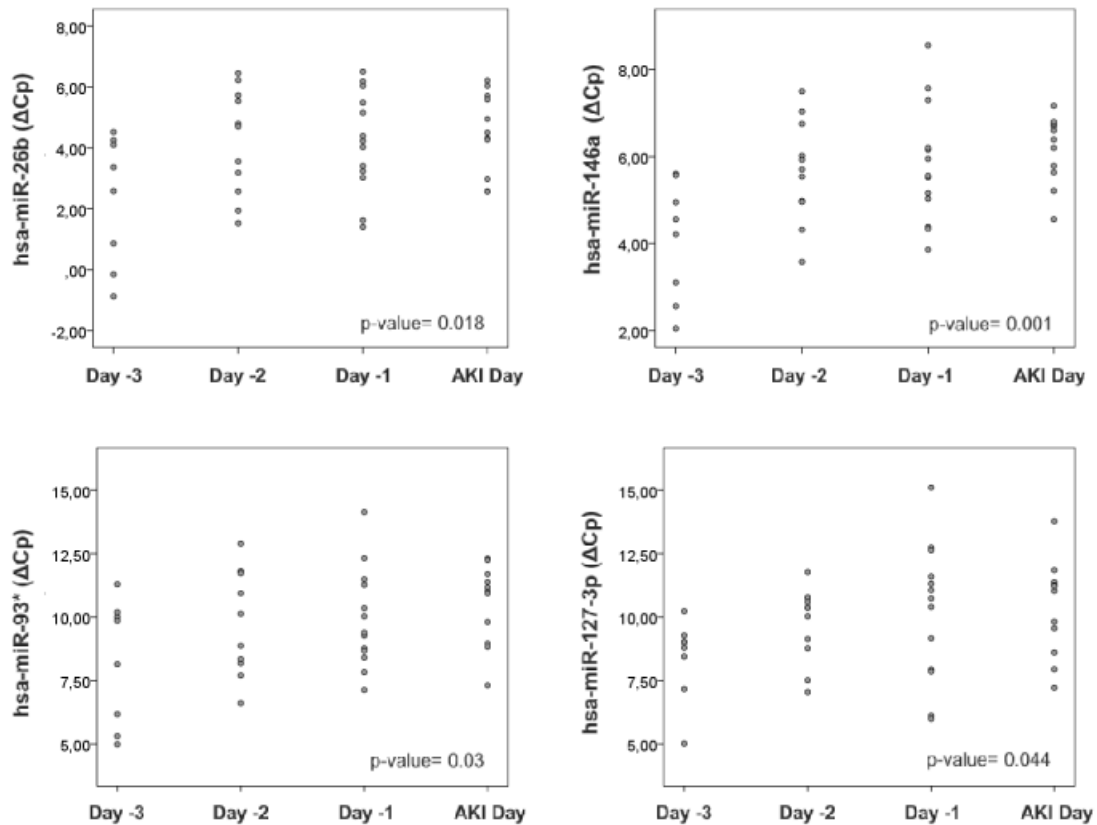 hsa-miR-26b (ΔCp)
8,00
6,00
4,00
2,00
,00
-2,00
p-value= 0.018
Day -3 Day -2 Day -1 AKI Day
hsa-miR-146a (ΔCp)
8,00
6,00
4,00
2,00
p-value= 0.001
Day -3 Day -2 Day -1 AKI Day
hsa-miR-93* (ΔCp)
15,00
12,50
10,00
7,50
5,00
p-value= 0.03
Day -3 Day -2 Day -1 AKI Day
hsa-miR-127-3p (ΔCp)
15,00
12,50
10,00
7,50
5,00
p-value= 0.044
Day -3 Day -2 Day -1 AKI Day